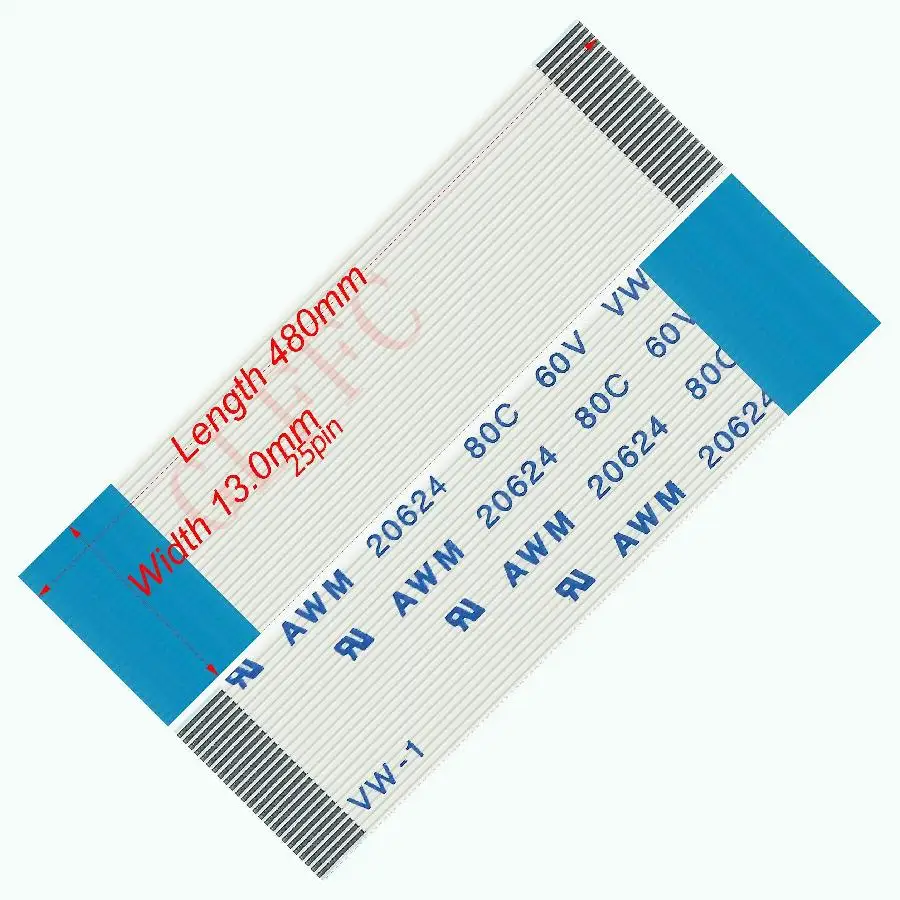 Length 480mm
Width 13.0mm
25pin
AWM 20624 80C 60V VW
AWM 20624 80C 60V
AWM 20624 80C
AWM 20624
VW-1